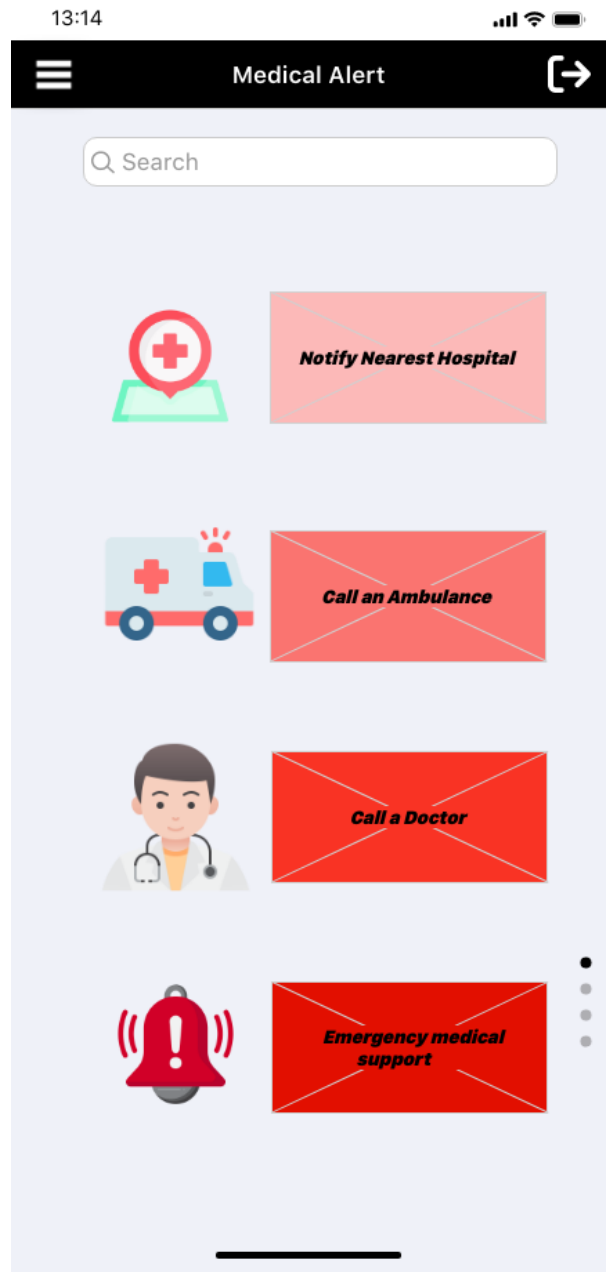 13:14
Medical Alert
Search
Notify Nearest Hospital
Call an Ambulance
Call a Doctor
Emergency medical
support